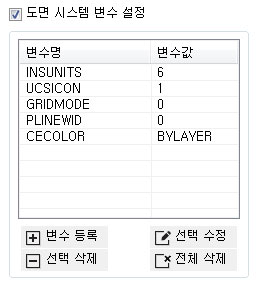 도면 시스템 변수 설정
변수명 변수값
INSUNITS 6
UCSICON 1
GRIDMODE 0
PLINEWID 0
CECOLOR BYLAYER
변수 등록 선택 수정
선택 삭제 전체 삭제